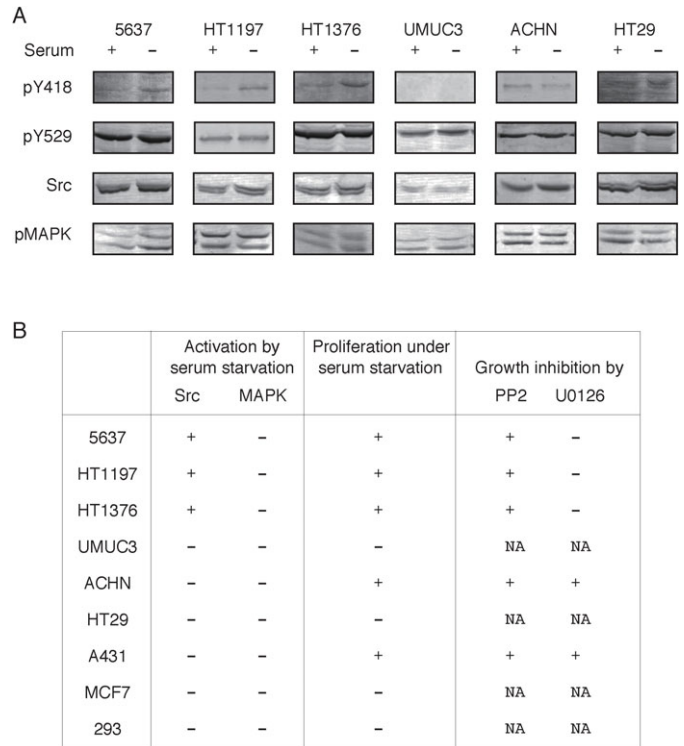 A
5637 HT1197 HT1376 UMUC3 ACHN HT29
Serum + – + – + – + – + – + –
pY418
pY529
Src
pMAPK
B
Activation by Proliferation under
serum starvation serum starvation Growth inhibition by
Src MAPK PP2 U0126
5637 + – + + –
HT1197 + – + + –
HT1376 + – + + –
UMUC3 – – – NA NA
ACHN – – + + +
HT29 – – – NA NA
A431 – – + + +
MCF7 – – – NA NA
293 – – – NA NA